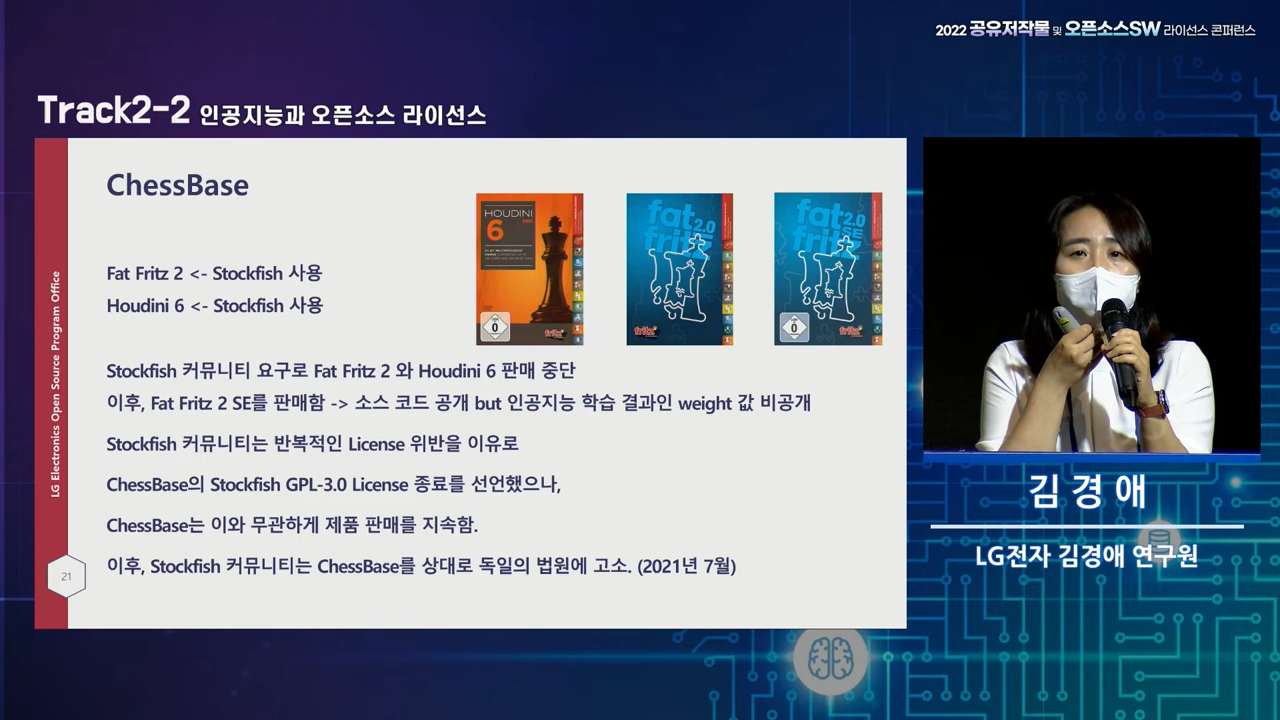 2022 공유저작물 및 오픈소스SW 라이선스 콘퍼런스
Track2-2 인공지능과 오픈소스 라이선스
LG Electronics Open Source Program Office
ChessBase
HOUDINI
6 PRO
fritz
0
fat 2.0
fritz
fritz
fat 2.0
fritz SE
fritz
0
Fat Fritz 2 <- Stockfish 사용
Houdini 6 <- Stockfish 사용
Stockfish 커뮤니티 요구로 Fat Fritz 2 와 Houdini 6 판매 중단
이후, Fat Fritz 2 SE를 판매함 -> 소스 코드 공개 but 인공지능 학습 결과인 weight 값 비공개
Stockfish 커뮤니티는 반복적인 License 위반을 이유로
ChessBase의 Stockfish GPL-3.0 License 종료를 선언했으나,
ChessBase는 이와 무관하게 제품 판매를 지속함.
이후, Stockfish 커뮤니티는 ChessBase를 상대로 독일의 법원에 고소. (2021년 7월)
21
김경애
LG전자 김경애 연구원